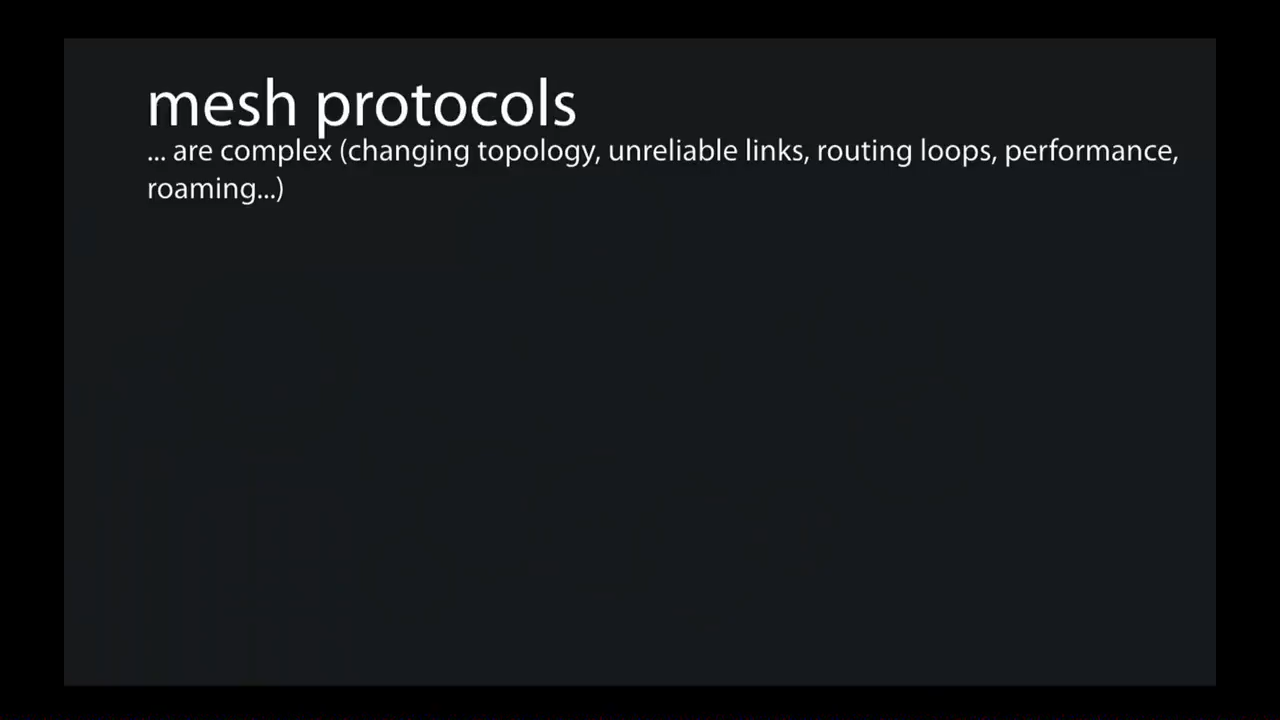 mesh protocols
... are complex (changing topology, unreliable links, routing loops, performance,
roaming...)